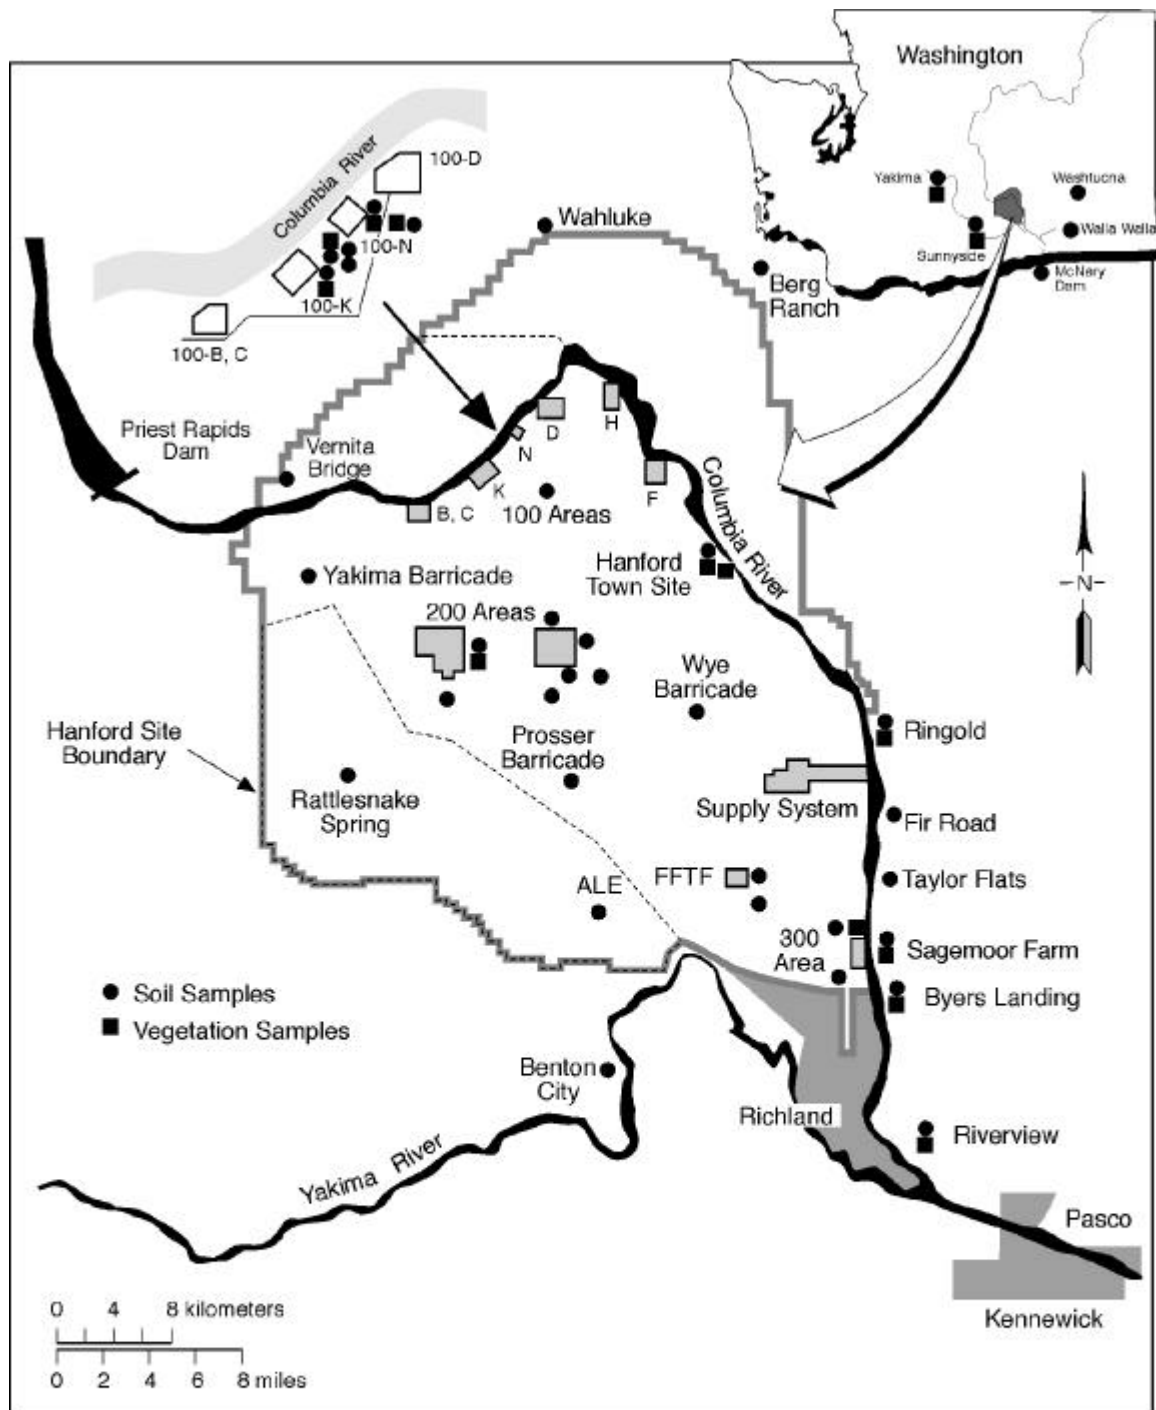 Washington
Yakima
Washtucna
Walla Walla
Sunnyside
McNary
Dam
100-D
Columbia River
100-N
100-K
100-B, C
Wahluke
Berg
Ranch
Priest Rapids
Dam
Vernita
Bridge
D
H
N
K
F
B, C
100 Areas
Columbia River
Hanford
Town Site
Yakima Barricade
200 Areas
Wye
Barricade
N
Hanford Site
Boundary
Prosser
Barricade
Ringold
Rattlesnake
Spring
Supply System
Fir Road
ALE
FFTF
Taylor Flats
300
Area
Sagemoor Farm
Byers Landing
Soil Samples
Vegetation Samples
Benton
City
Richland
Riverview
Yakima River
Pasco
Kennewick
0 4 8 kilometers
0 2 4 6 8 miles